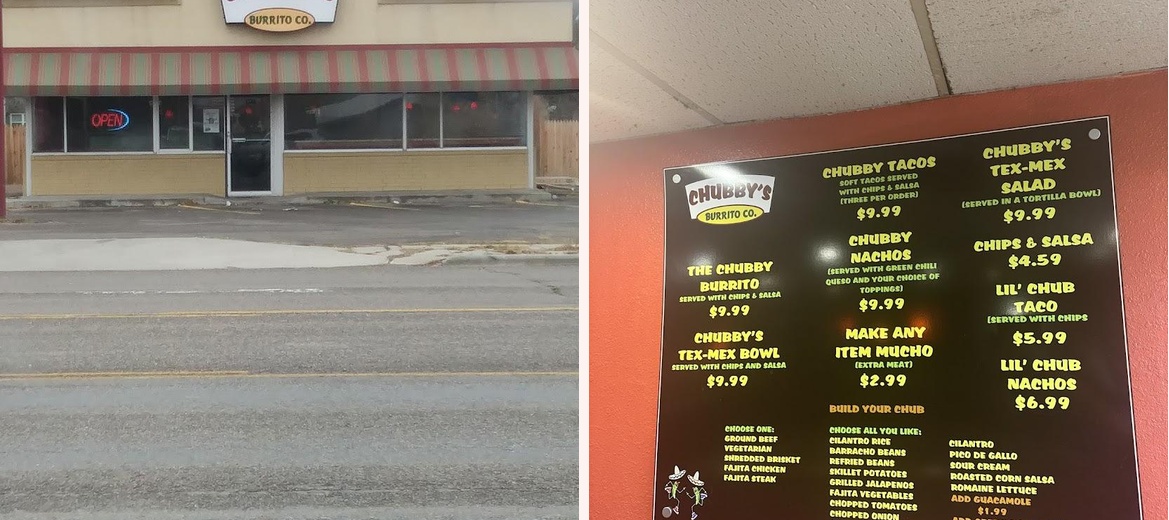 BURRITO CO.
OPEN
CHUBBY'S
BURRITO CO.
THE CHUBBY
BURRITO
SERVED WITH CHIPS & SALSA
$9.99
CHUBBY'S
TEX-MEX BOWL
SERVED WITH CHIPS AND SALSA
$9.99
CHUBBY TACOS
SOFT TACOS SERVED
WITH CHIPS & SALSA
(THREE PER ORDER)
$9.99
CHUBBY
NACHOS
(SERVED WITH GREEN CHILI
QUESO AND YOUR CHOICE OF
TOPPINGS)
$9.99
MAKE ANY
ITEM MUCHO
(EXTRA MEAT)
$2.99
CHUBBY'S
TEX-MEX
SALAD
(SERVED IN A TORTILLA BOWL)
$9.99
CHIPS & SALSA
$4.59
LIL' CHUB
TACO
(SERVED WITH CHIPS
$5.99
LIL' CHUB
NACHOS
$6.99
BUILD YOUR CHUB
CHOOSE ONE:
GROUND BEEF
VEGETARIAN
SHREDDED BRISKET
FAJITA CHICKEN
FAJITA STEAK
CHOOSE ALL YOU LIKE:
CILANTRO RICE
BARRACHO BEANS
REFRIED BEANS
SKILLET POTATOES
GRILLED JALAPENOS
FAJITA VEGETABLES
CHOPPED TOMATOES
CHOPPED ONION
CILANTRO
PICO DE GALLO
SOUR CREAM
ROASTED CORN SALSA
ROMAINE LETTUCE
ADD GUACAMOLE
$1.99